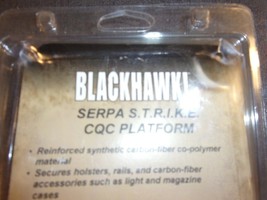 BLACKHAWK!
SERPA S.T.R.I.K.E.
CQC PLATFORM
• Reinforced synthetic carbon-fiber co-polymer
material
• Secures holsters, rails, and carbon-fiber
accessories such as light and magazine
cases